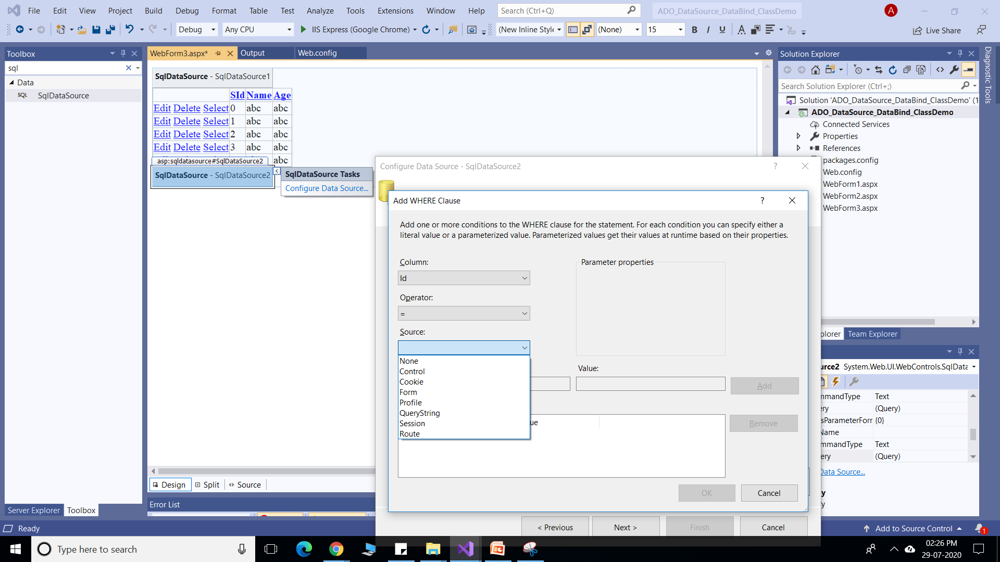 File Edit View Project Build Debug Format Table Test Analyze Tools Extensions Window Help Search (Ctrl+Q) ADO_DataSource_DataBind_ClassDemo A
Debug Any CPU IIS Express (Google Chrome) (New Inline Style (None) 15 B I U A Live Share
Toolbox
sql
Data
SQL SqlDataSource
Server Explorer Toolbox
WebForm3.aspx* Output Web.config
SqlDataSource - SqlDataSource1
SId Name Age
Edit Delete Select 0 abc abc
Edit Delete Select 1 abc abc
Edit Delete Select 2 abc abc
Edit Delete Select 3 abc abc
abc
asp:sqldatasource#SqlDataSource2
SqlDataSource - SqlDataSource2
SqlDataSource Tasks
Configure Data Source...
Design Split Source
Error List
Configure Data Source - SqlDataSource2 ?
Add WHERE Clause ?
Add one or more conditions to the WHERE clause for the statement. For each condition you can specify either a
literal value or a parameterized value. Parameterized values get their values at runtime based on their properties.
Column:
Id
Operator:
=
Source:
None
Control
Cookie
Form
Profile
QueryString
Session
Route
Parameter properties
Value:
Add
ue
Remove
OK Cancel
< Previous Next > Finish Cancel
Solution Explorer
Search Solution Explorer (Ctrl+;)
Solution 'ADO_DataSource_DataBind_ClassDemo' (1
ADO_DataSource_DataBind_ClassDemo
Connected Services
Properties
References
packages.config
Web.config
WebForm1.aspx
WebForm2.aspx
WebForm3.aspx
plorer Team Explorer
urce2 System.Web.UI.WebControls.SqlData
mmandType Text
ery (Query)
sParameterForr {0}
Name
mmandType Text
ery (Query)
Data Source...
y
y
Diagnostic Tools
Ready Add to Source Control 1
Type here to search
02:26 PM
29-07-2020